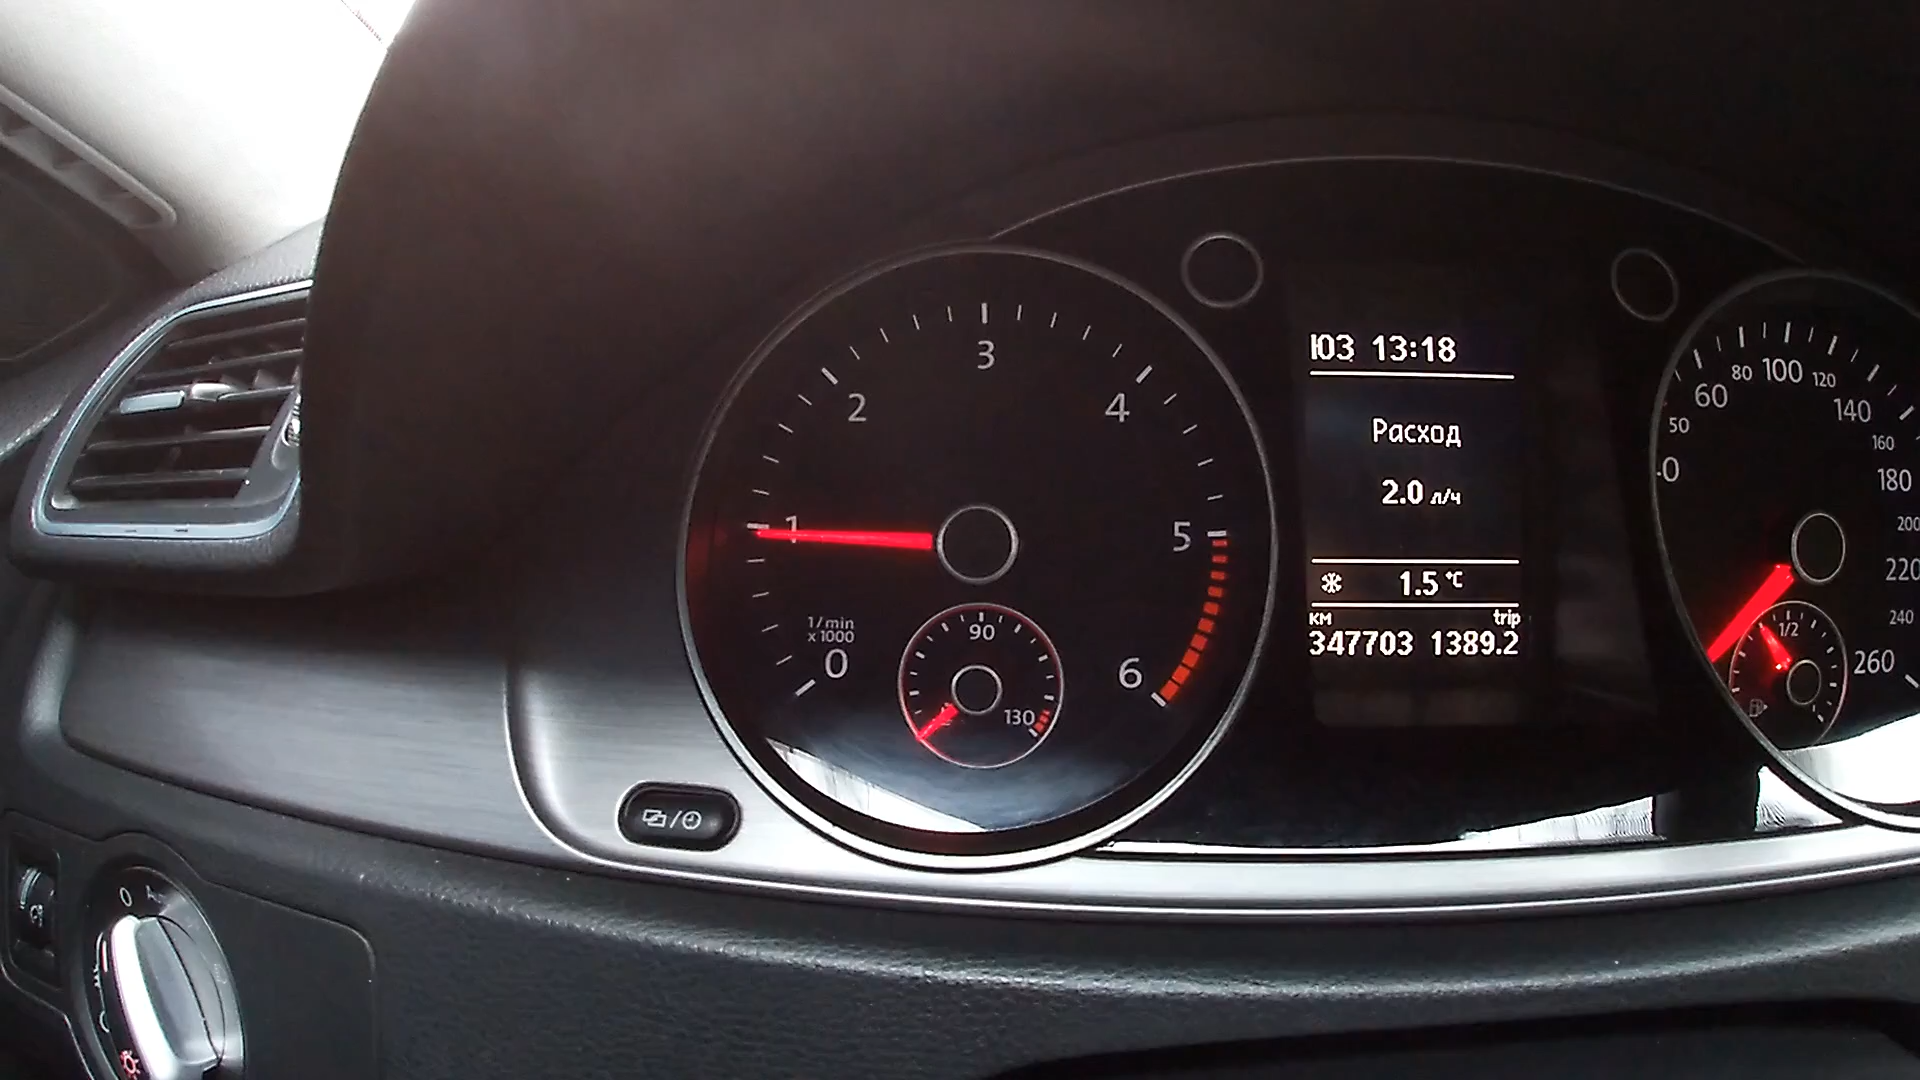 ЮЗ 13:18
Расход
2.0 л/ч
1.5 °C
км trip
347703 1389.2
0 1 2 3 4 5 6
1/min
x 1000
90
130
50 60 80 100 120 140 160 180 200 220 240 260
1/2
0